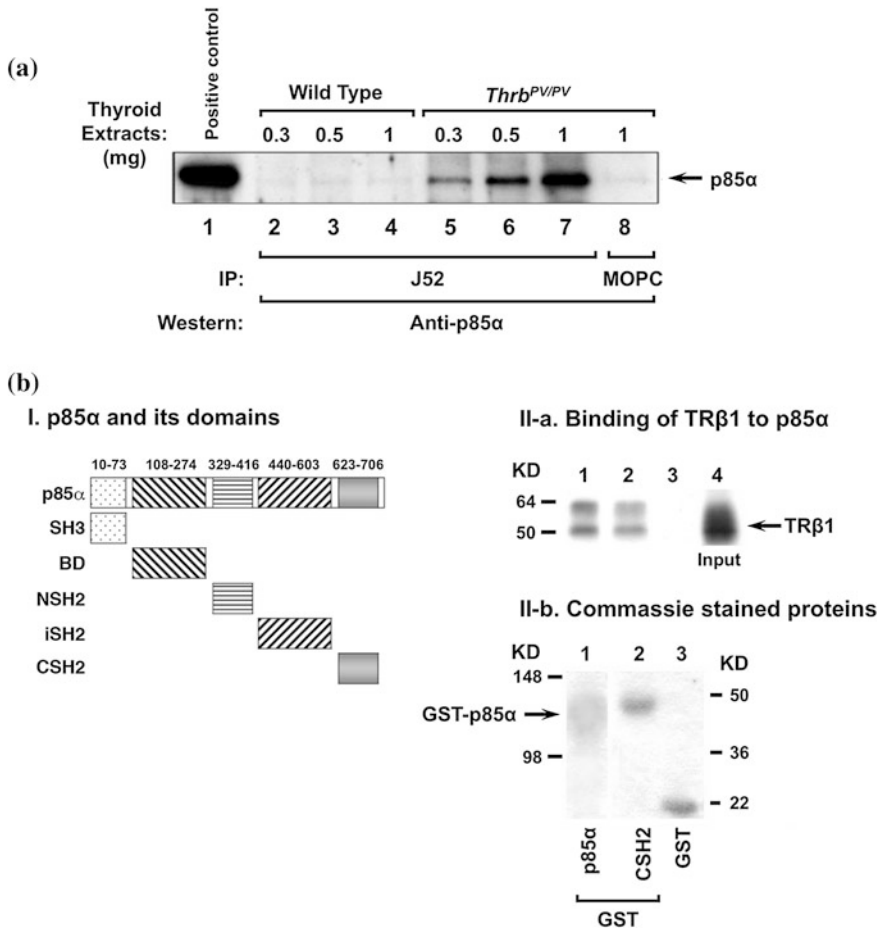 (a)
Positive control
Wild Type
Thrb^PV/PV
Thyroid
Extracts:
(mg)
0.3 0.5 1 0.3 0.5 1 1
p85α
1 2 3 4 5 6 7 8
IP: J52 MOPC
Western: Anti-p85α
(b)
I. p85α and its domains
10-73 108-274 329-416 440-603 623-706
p85α
SH3
BD
NSH2
iSH2
CSH2
II-a. Binding of TRβ1 to p85α
KD 1 2 3 4
64
50
TRβ1
Input
II-b. Commassie stained proteins
KD 1 2 3 KD
148
50
GST-p85α
98
36
22
p85α CSH2 GST
GST